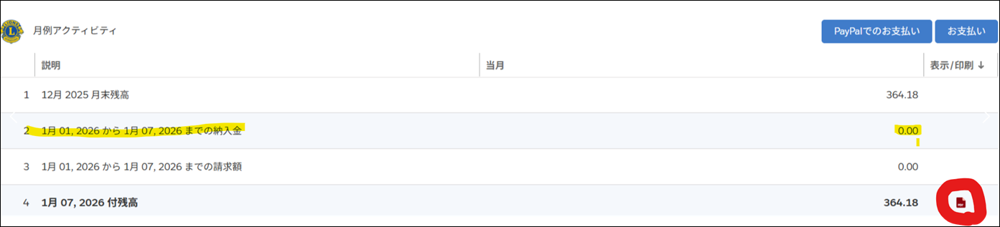 月例アクティビティ
PayPalでのお支払い お支払い
説明 当月 表示/印刷 ↓
1 12月 2025 月末残高 364.18
2 1月 01, 2026 から 1月 07, 2026 までの納入金 0.00
3 1月 01, 2026 から 1月 07, 2026 までの請求額 0.00
4 1月 07, 2026 付残高 364.18 PDF